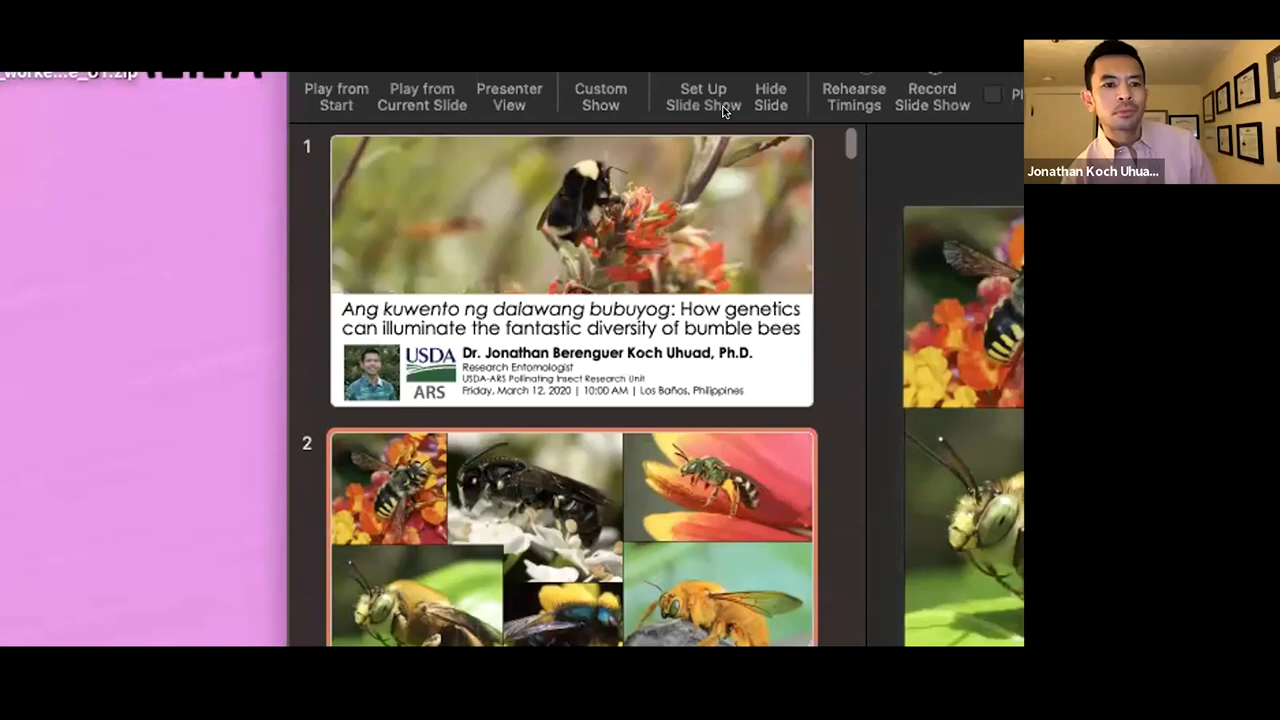 Play from Start
Play from Current Slide
Presenter View
Custom Show
Set Up Slide Show
Hide Slide
Rehearse Timings
Record Slide Show
Jonathan Koch Uhua...
1
Ang kuwento ng dalawang bubuyog: How genetics
can illuminate the fantastic diversity of bumble bees
USDA
ARS
Dr. Jonathan Berenguer Koch Uhuad, Ph.D.
Research Entomologist
USDA-ARS Pollinating Insect Research Unit
Friday, March 12, 2020 | 10:00 AM | Los Baños, Philippines
2